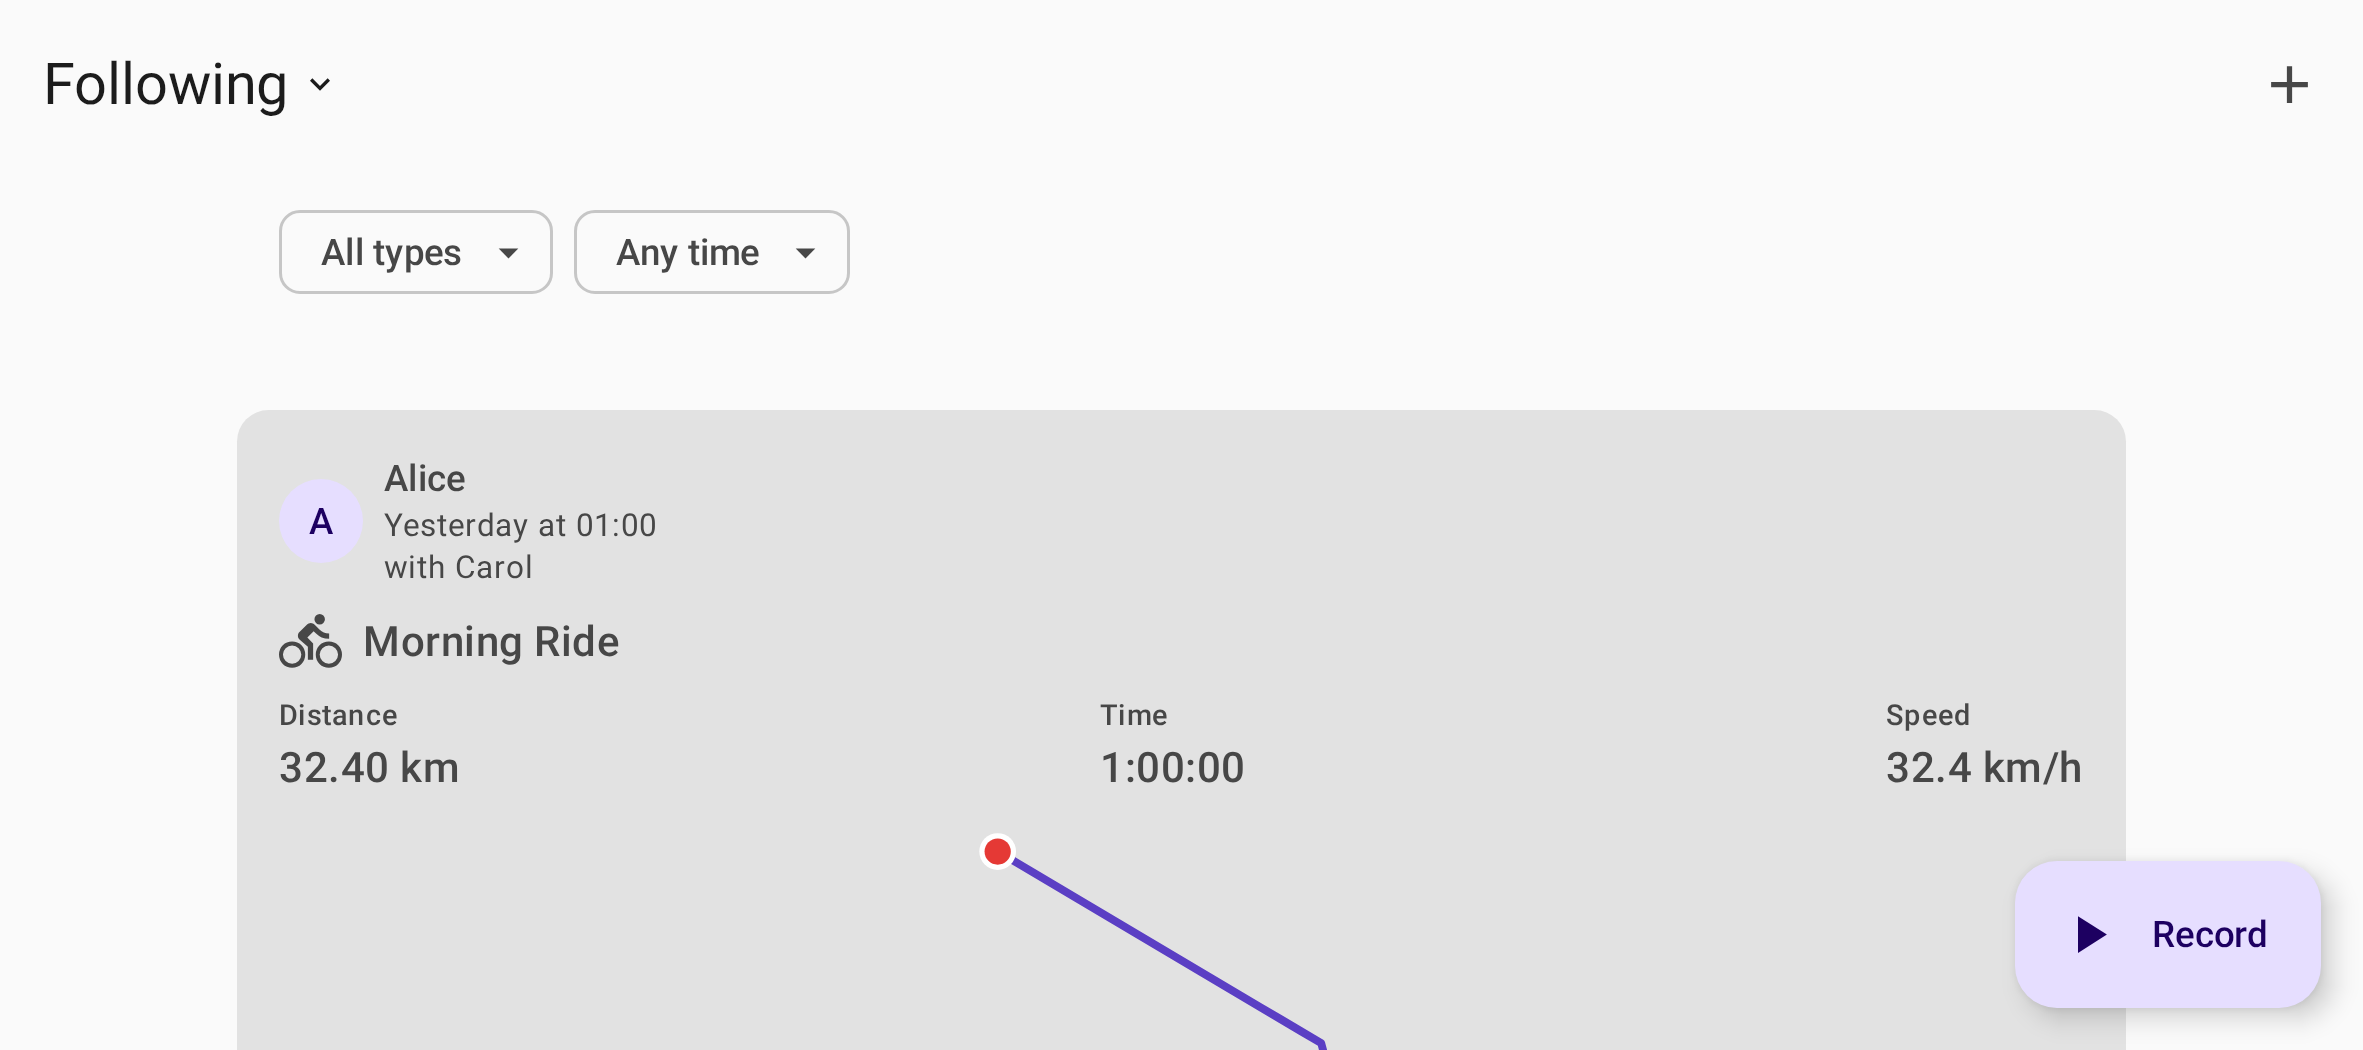 Following
All types
Any time
A
Alice
Yesterday at 01:00
with Carol
Morning Ride
Distance
Time
Speed
32.40 km
1:00:00
32.4 km/h
Record